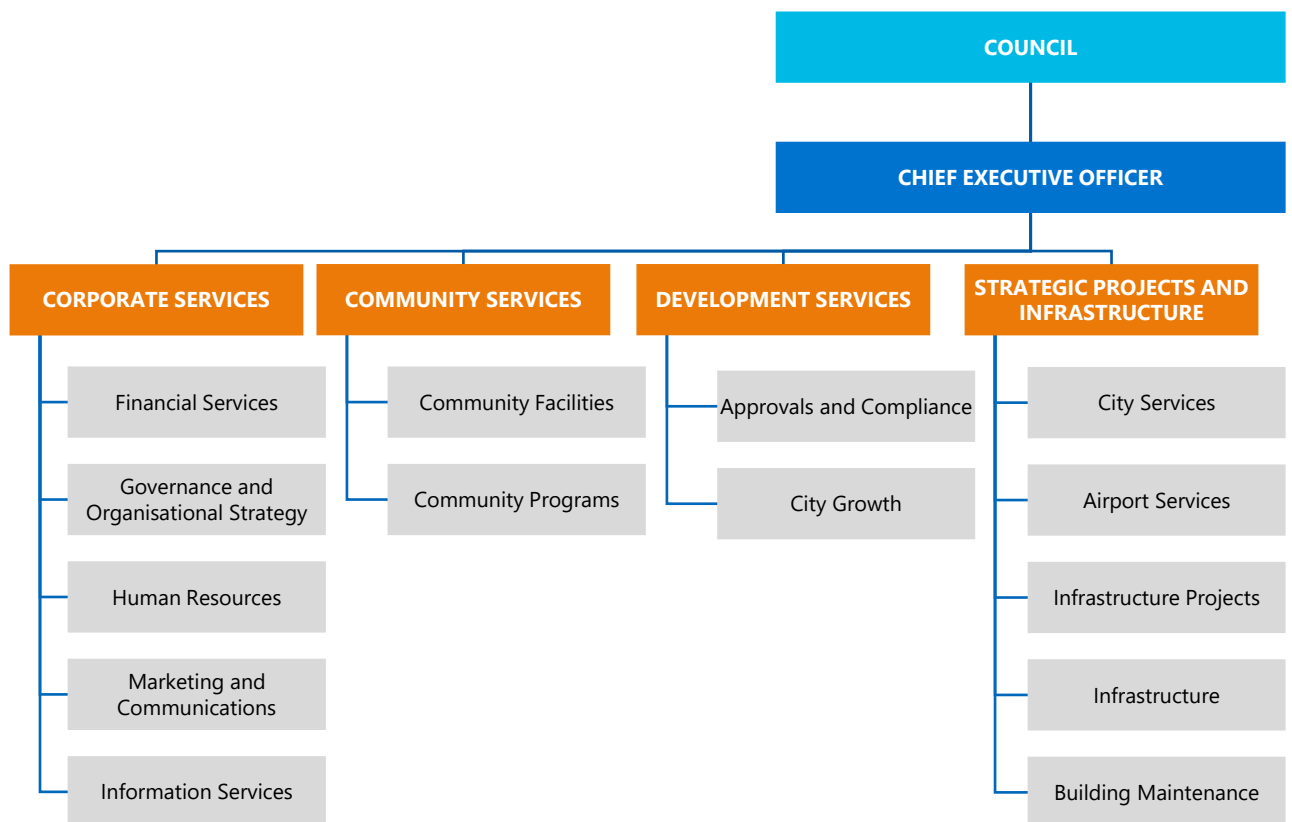 COUNCIL
CHIEF EXECUTIVE OFFICER
CORPORATE SERVICES
Financial Services
Governance and
Organisational Strategy
Human Resources
Marketing and
Communications
Information Services
COMMUNITY SERVICES
Community Facilities
Community Programs
DEVELOPMENT SERVICES
Approvals and Compliance
City Growth
STRATEGIC PROJECTS AND
INFRASTRUCTURE
City Services
Airport Services
Infrastructure Projects
Infrastructure
Building Maintenance